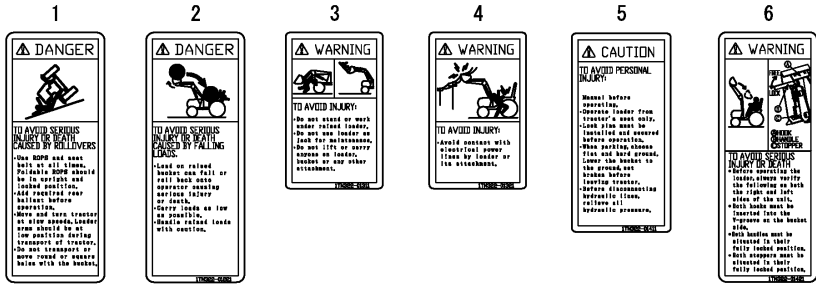 1
2
3
4
5
6
DANGER
TO AVOID SERIOUS
INJURY OR DEATH
CAUSED BY ROLLOVERS
•Use ROPS and seat
belt at all times.
Foldable ROPS should
be in upright and
locked position.
•Add required rear
ballast before
operation.
•Move and turn tractor
at slow speeds. Loader
arms should be at
low position during
transport of tractor.
•Do not transport or
move round or square
bales with the bucket.
DANGER
TO AVOID SERIOUS
INJURY OR DEATH
CAUSED BY FALLING
LOADS.
•Load on raised
bucket can fall or
roll back onto
operator causing
serious injury
or death.
•Carry loads as low
as possible.
•Handle raised loads
with caution.
WARNING
TO AVOID INJURY:
•Do not stand or work
under raised loader.
•Do not use loader as
jack for maintenance.
•Do not lift or carry
anyone on loader,
bucket or any other
attachment.
WARNING
TO AVOID INJURY:
•Avoid contact with
electrical power
lines by loader or
its attachment.
CAUTION
TO AVOID PERSONAL
INJURY:
Manual before
operating.
•Operate loader from
tractor's seat only.
•Lock pins must be
installed and secured
before operation.
•When parking, choose
flat and hard ground.
Lower the bucket to
the ground, set
brakes before
leaving tractor.
•Before disconnecting
hydraulic lines,
relieve all
hydraulic pressure.
WARNING
FREE
LOCK
HOOK
HANDLE
STOPPER
TO AVOID SERIOUS
INJURY OR DEATH
•Before operating the
loader, always verify
the following on both
the right and left
sides of the unit.
•Both hooks must be
inserted into the
V-groove on the bucket
side.
•Both handles must be
situated in their
fully locked position.
•Both stoppers must be
situated in their
fully locked position.